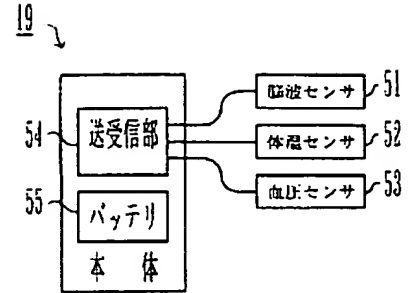 19
脳波センサ 51
54 送受信部
体温センサ 52
55 バッテリ
血圧センサ 53
本体